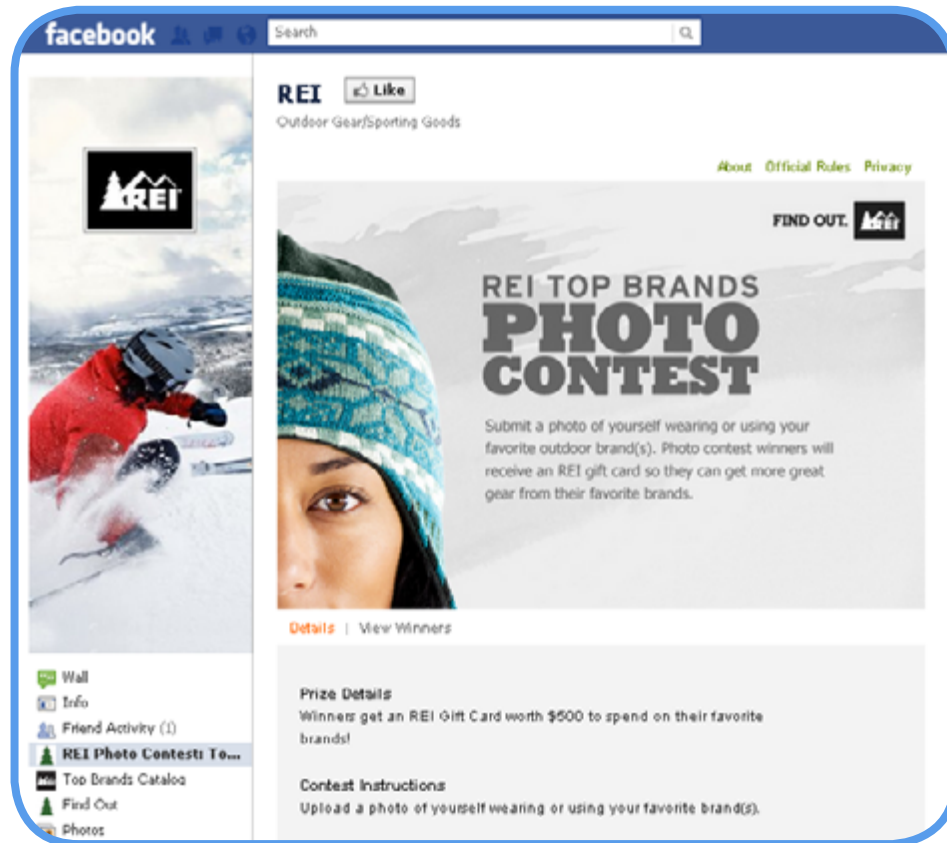 facebook
Search
REI
Like
Outdoor Gear/Sporting Goods
About Official Rules Privacy
REI
FIND OUT. REI
REI TOP BRANDS
PHOTO
CONTEST
Submit a photo of yourself wearing or using your
favorite outdoor brand(s). Photo contest winners will
receive an REI gift card so they can get more great
gear from their favorite brands.
Details | View Winners
Wall
Info
Friend Activity (1)
REI Photo Contest: To...
Top Brands Catalog
Find Out
Photos
Prize Details
Winners get an REI Gift Card worth $500 to spend on their favorite
brands!
Contest Instructions
Upload a photo of yourself wearing or using your favorite brand(s).